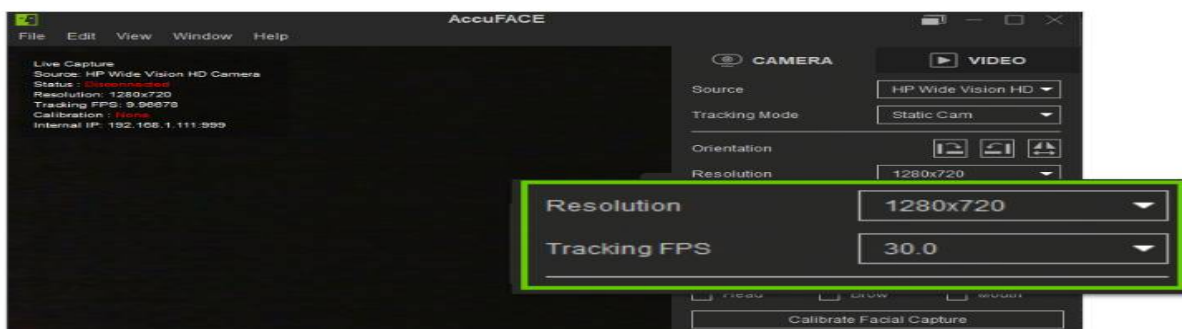 AccuFACE
File Edit View Window Help
Live Capture
Source: HP Wide Vision HD Camera
Status : Disconnected
Resolution: 1280x720
Tracking FPS: 9.96678
Calibration : None
Internal IP: 192.168.1.111:999
CAMERA VIDEO
Source HP Wide Vision HD
Tracking Mode Static Cam
Orientation
Resolution 1280x720
Resolution 1280x720
Tracking FPS 30.0
Head Brow Mouth
Calibrate Facial Capture